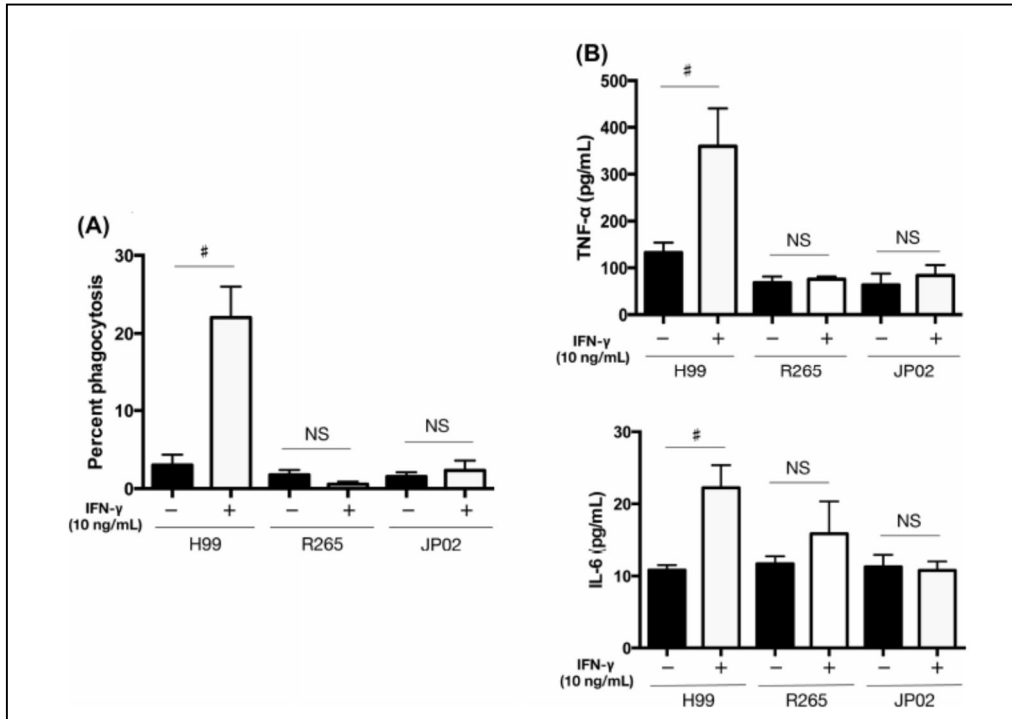 (A)
Percent phagocytosis
30
20
10
0
#
NS
NS
IFN-γ
(10 ng/mL)
− + − + − +
H99 R265 JP02
(B)
TNF-α (pg/mL)
500
400
300
200
100
0
#
NS
NS
IFN-γ
(10 ng/mL)
− + − + − +
H99 R265 JP02
IL-6 (pg/mL)
30
20
10
0
#
NS
NS
IFN-γ
(10 ng/mL)
− + − + − +
H99 R265 JP02